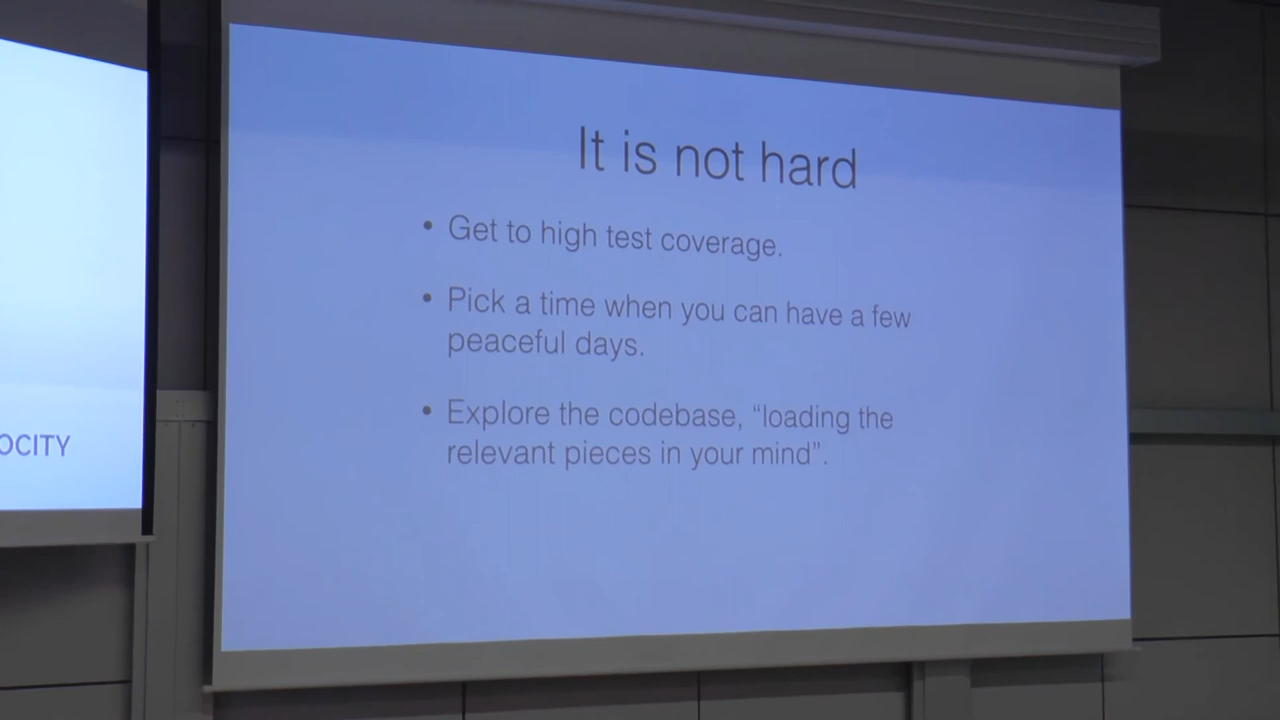 It is not hard
• Get to high test coverage.
• Pick a time when you can have a few
peaceful days.
• Explore the codebase, “loading the
relevant pieces in your mind”.
OCITY